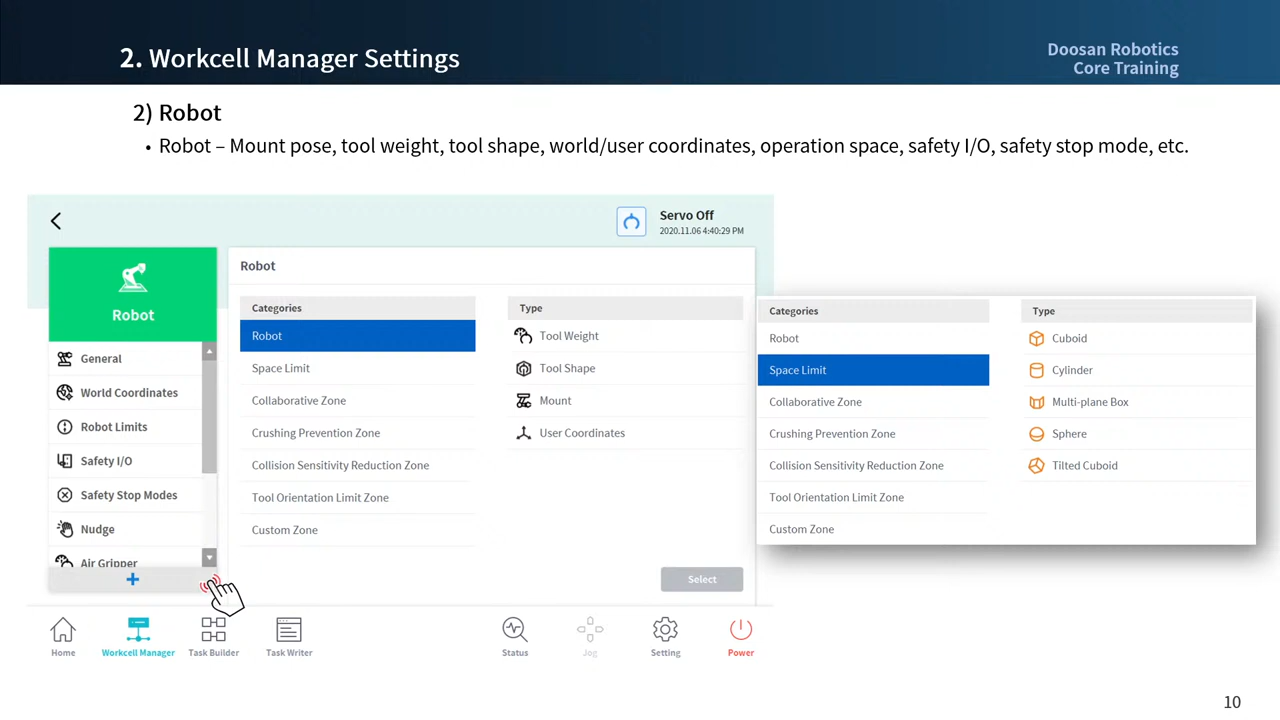 2. Workcell Manager Settings
Doosan Robotics
Core Training
2) Robot
• Robot – Mount pose, tool weight, tool shape, world/user coordinates, operation space, safety I/O, safety stop mode, etc.
Servo Off
2020.11.06 4:40:29 PM
Robot
General
World Coordinates
Robot Limits
Safety I/O
Safety Stop Modes
Nudge
Air Gripper
+
Robot
Categories
Robot
Space Limit
Collaborative Zone
Crushing Prevention Zone
Collision Sensitivity Reduction Zone
Tool Orientation Limit Zone
Custom Zone
Type
Tool Weight
Tool Shape
Mount
User Coordinates
Select
Categories
Robot
Space Limit
Collaborative Zone
Crushing Prevention Zone
Collision Sensitivity Reduction Zone
Tool Orientation Limit Zone
Custom Zone
Type
Cuboid
Cylinder
Multi-plane Box
Sphere
Tilted Cuboid
Home
Workcell Manager
Task Builder
Task Writer
Status
Jog
Setting
Power
10